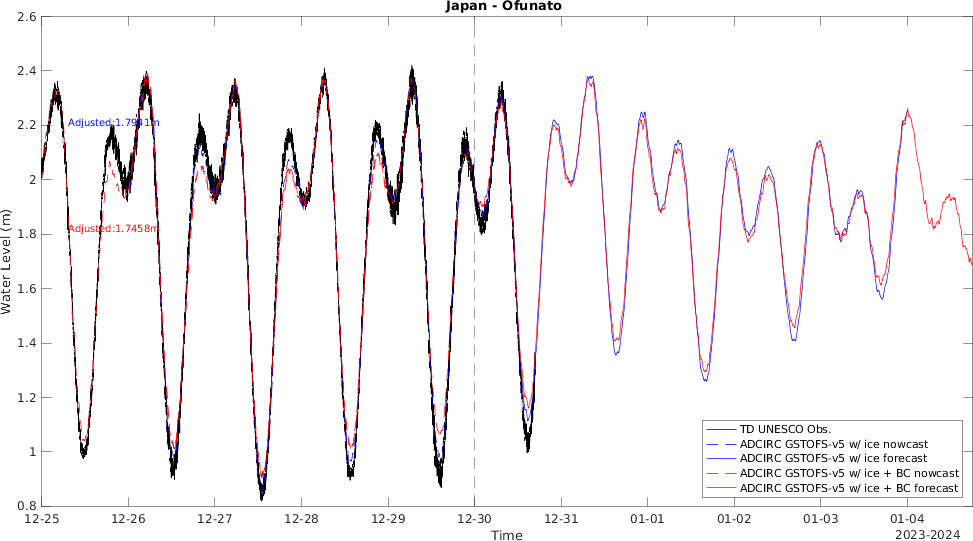 Japan - Ofunato
2.6
2.4
2.2
2
1.8
1.6
1.4
1.2
1
0.8
Water Level (m)
Adjusted:1.7941m
Adjusted:1.7458m
TD UNESCO Obs.
ADCIRC GSTOFS-v5 w/ ice nowcast
ADCIRC GSTOFS-v5 w/ ice forecast
ADCIRC GSTOFS-v5 w/ ice + BC nowcast
ADCIRC GSTOFS-v5 w/ ice + BC forecast
12-25 12-26 12-27 12-28 12-29 12-30 12-31 01-01 01-02 01-03 01-04
Time
2023-2024